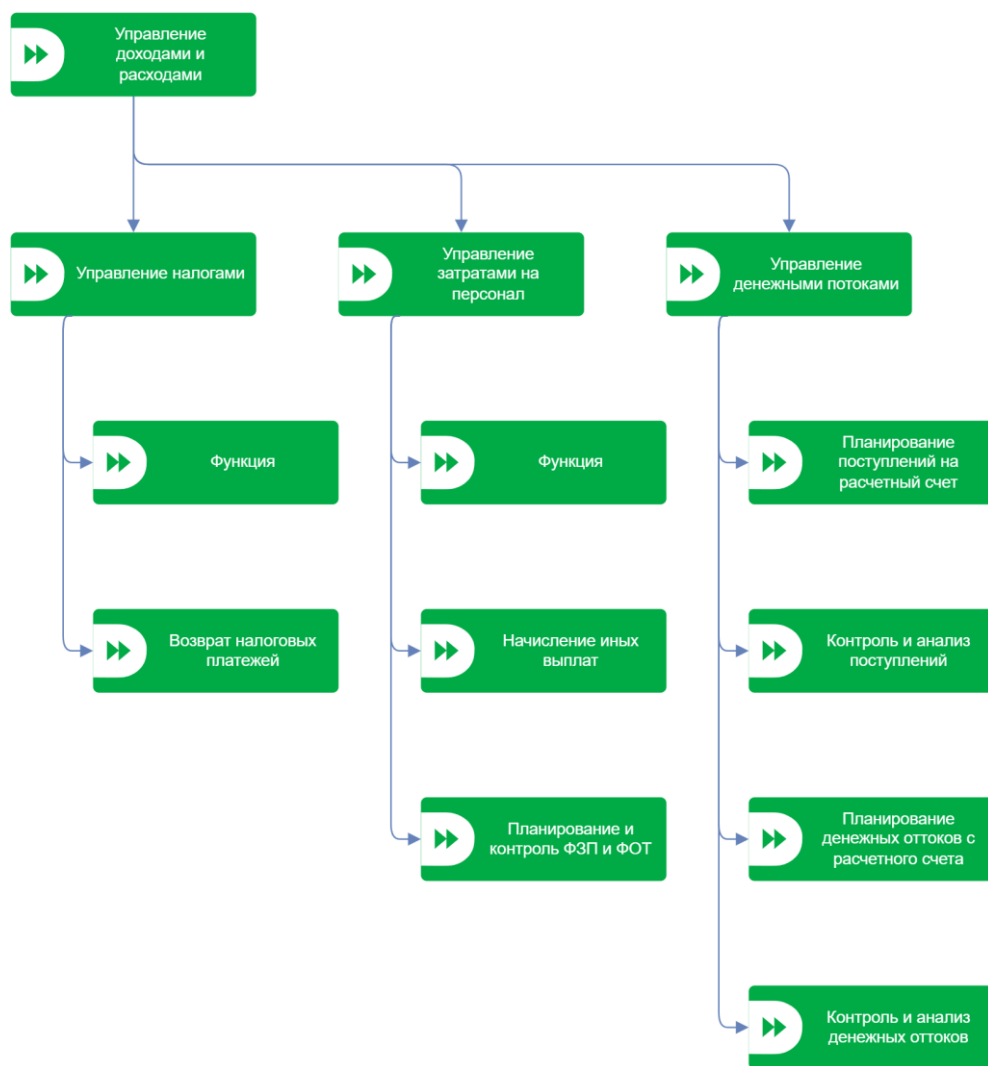 Управление
доходами и
расходами
Управление налогами
Управление
затратами на
персонал
Управление
денежными потоками
Функция
Функция
Планирование
поступлений на
расчетный счет
Возврат налоговых
платежей
Начисление иных
выплат
Контроль и анализ
поступлений
Планирование и
контроль ФЗП и ФОТ
Планирование
денежных оттоков с
расчетного счета
Контроль и анализ
денежных оттоков